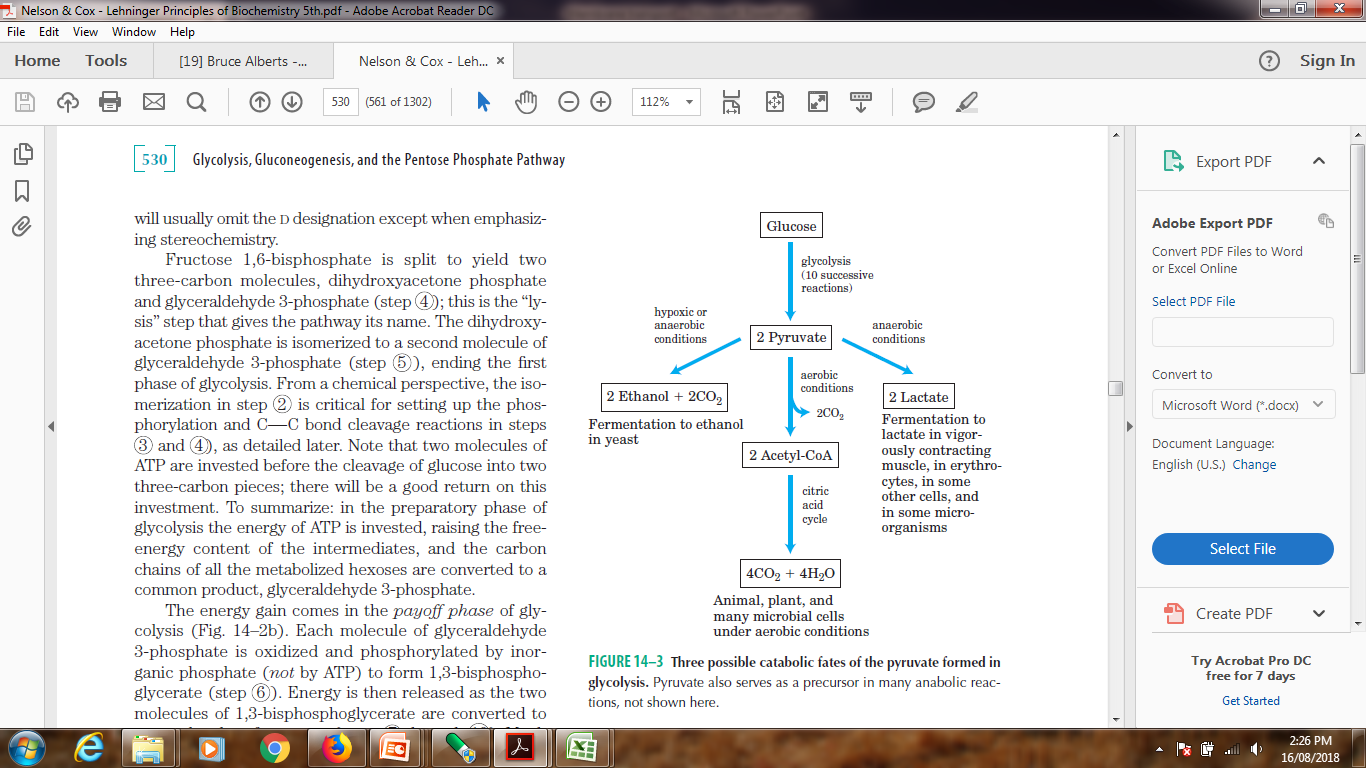 Nelson & Cox - Lehninger Principles of Biochemistry 5th.pdf - Adobe Acrobat Reader DC
File Edit View Window Help
Home Tools [19] Bruce Alberts -... Nelson & Cox - Leh... × Sign In
530 (561 of 1302) 112%
530 Glycolysis, Gluconeogenesis, and the Pentose Phosphate Pathway
will usually omit the D designation except when emphasiz-
ing stereochemistry.
Fructose 1,6-bisphosphate is split to yield two
three-carbon molecules, dihydroxyacetone phosphate
and glyceraldehyde 3-phosphate (step ④); this is the “ly-
sis” step that gives the pathway its name. The dihydroxy-
acetone phosphate is isomerized to a second molecule of
glyceraldehyde 3-phosphate (step ⑤), ending the first
phase of glycolysis. From a chemical perspective, the iso-
merization in step ② is critical for setting up the phos-
phorylation and C—C bond cleavage reactions in steps
③ and ④), as detailed later. Note that two molecules of
ATP are invested before the cleavage of glucose into two
three-carbon pieces; there will be a good return on this
investment. To summarize: in the preparatory phase of
glycolysis the energy of ATP is invested, raising the free-
energy content of the intermediates, and the carbon
chains of all the metabolized hexoses are converted to a
common product, glyceraldehyde 3-phosphate.
The energy gain comes in the payoff phase of gly-
colysis (Fig. 14–2b). Each molecule of glyceraldehyde
3-phosphate is oxidized and phosphorylated by inor-
ganic phosphate (not by ATP) to form 1,3-bisphospho-
glycerate (step ⑥). Energy is then released as the two
molecules of 1,3-bisphosphoglycerate are converted to
Glucose
glycolysis
(10 successive
reactions)
hypoxic or
anaerobic
conditions
2 Pyruvate
anaerobic
conditions
2 Ethanol + 2CO₂
Fermentation to ethanol
in yeast
aerobic
conditions
2CO₂
2 Lactate
Fermentation to
lactate in vigor-
ously contracting
muscle, in erythro-
cytes, in some
other cells, and
in some micro-
organisms
2 Acetyl-CoA
citric
acid
cycle
4CO₂ + 4H₂O
Animal, plant, and
many microbial cells
under aerobic conditions
FIGURE 14–3 Three possible catabolic fates of the pyruvate formed in
glycolysis. Pyruvate also serves as a precursor in many anabolic reac-
tions, not shown here.
Export PDF
Adobe Export PDF
Convert PDF Files to Word
or Excel Online
Select PDF File
Convert to
Microsoft Word (*.docx)
Document Language:
English (U.S.) Change
Select File
Create PDF
Try Acrobat Pro DC
free for 7 days
Get Started
2:26 PM
16/08/2018